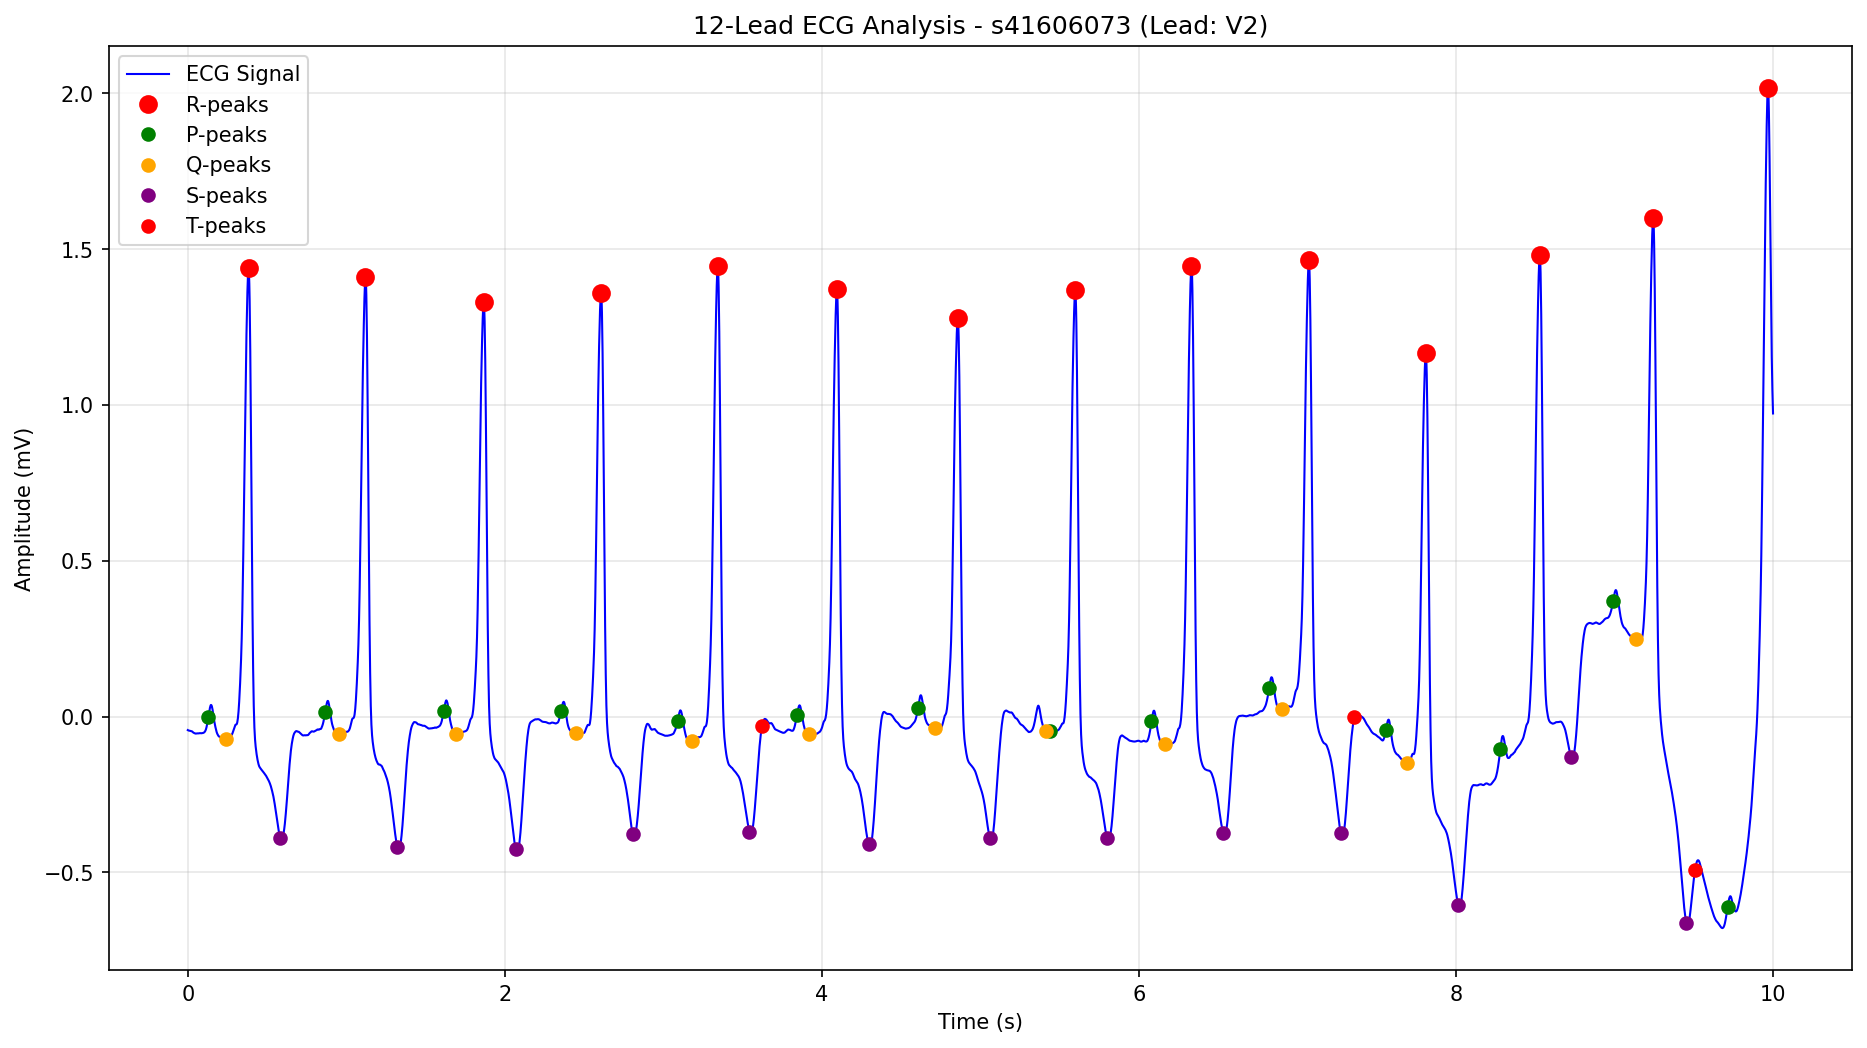 12-Lead ECG Analysis - s41606073 (Lead: V2)
ECG Signal
R-peaks
P-peaks
Q-peaks
S-peaks
T-peaks
Amplitude (mV)
2.0
1.5
1.0
0.5
0.0
−0.5
0 2 4 6 8 10
Time (s)